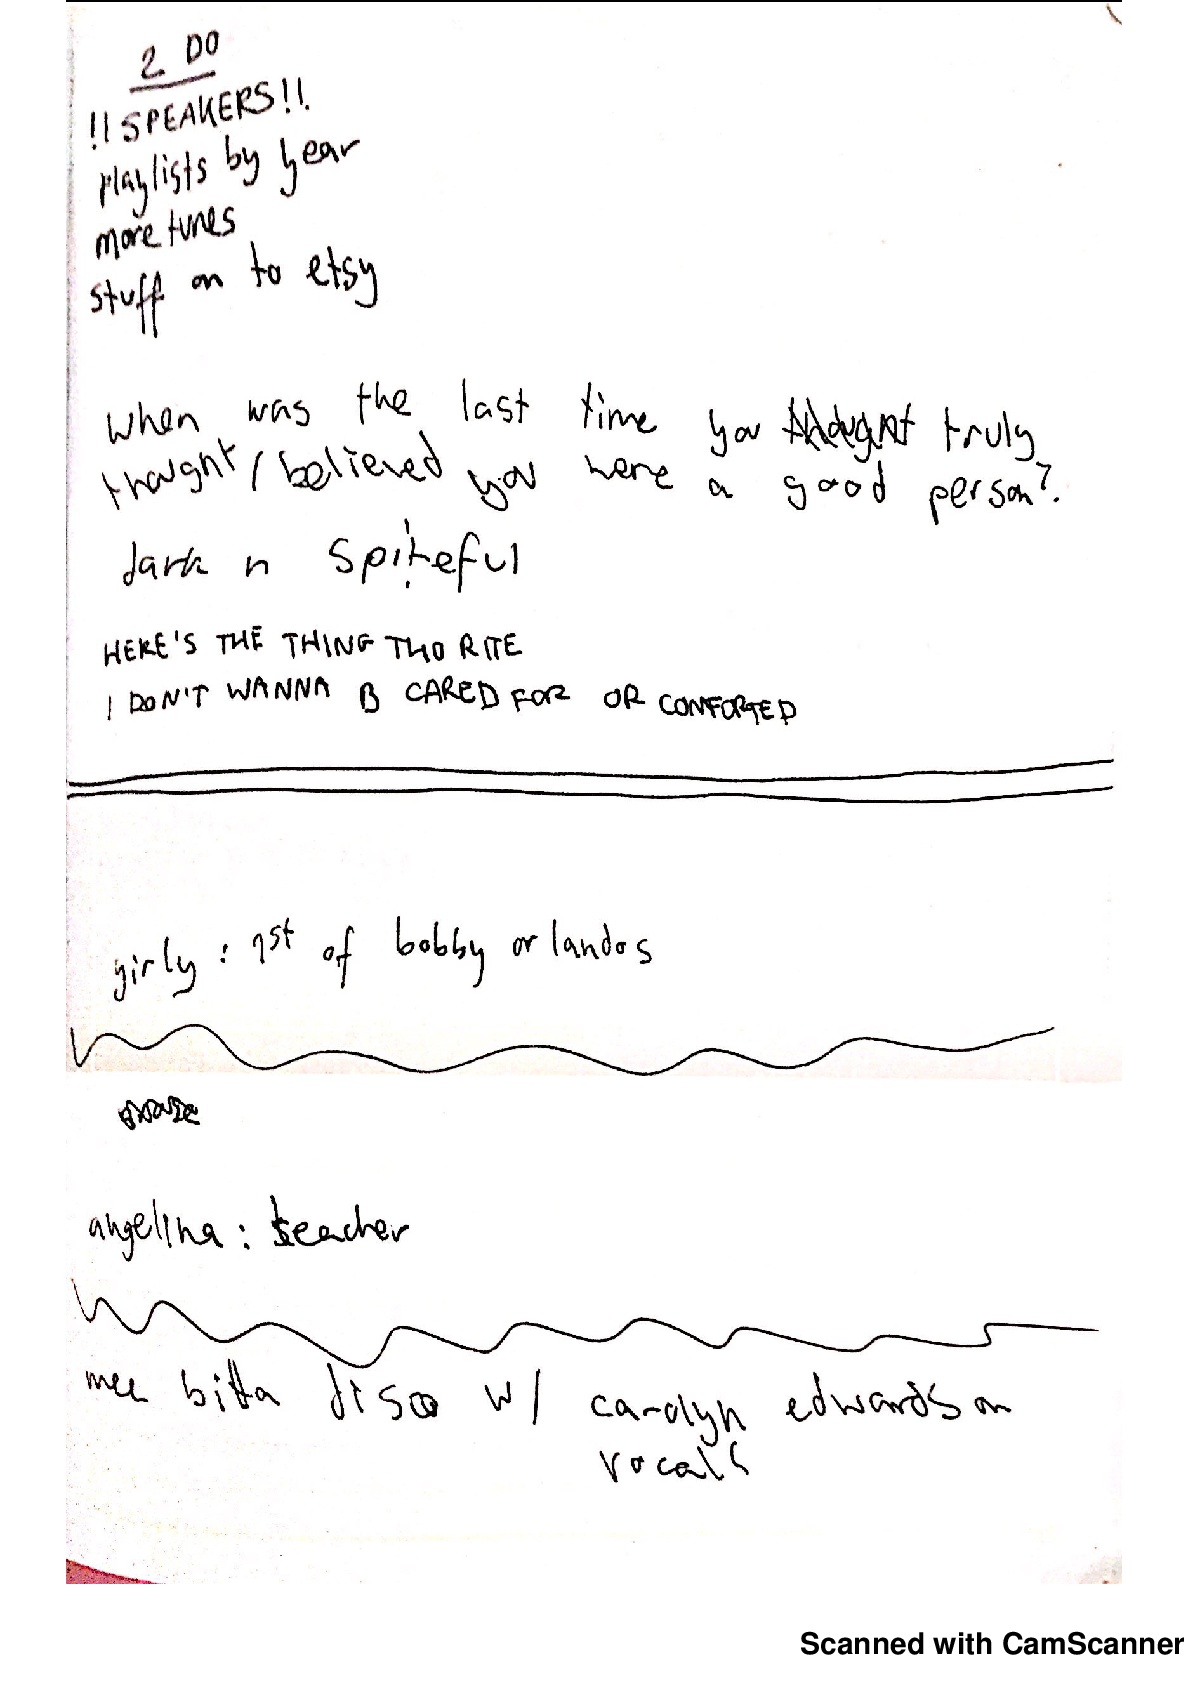 2 DO
!! SPEAKERS!!
playlists by year
more tunes
stuff on to etsy
when was the last time you thought truly
thought/believed you were a good person?
dark n spiteful
HERE'S THE THING THO RITE
I DON'T WANNA B CARED FOR OR COMFORTED
girly : 1st of bobby orlandos
angelina : teacher
bitta disco w/ carolyn edwards on
vocals
Scanned with CamScanner